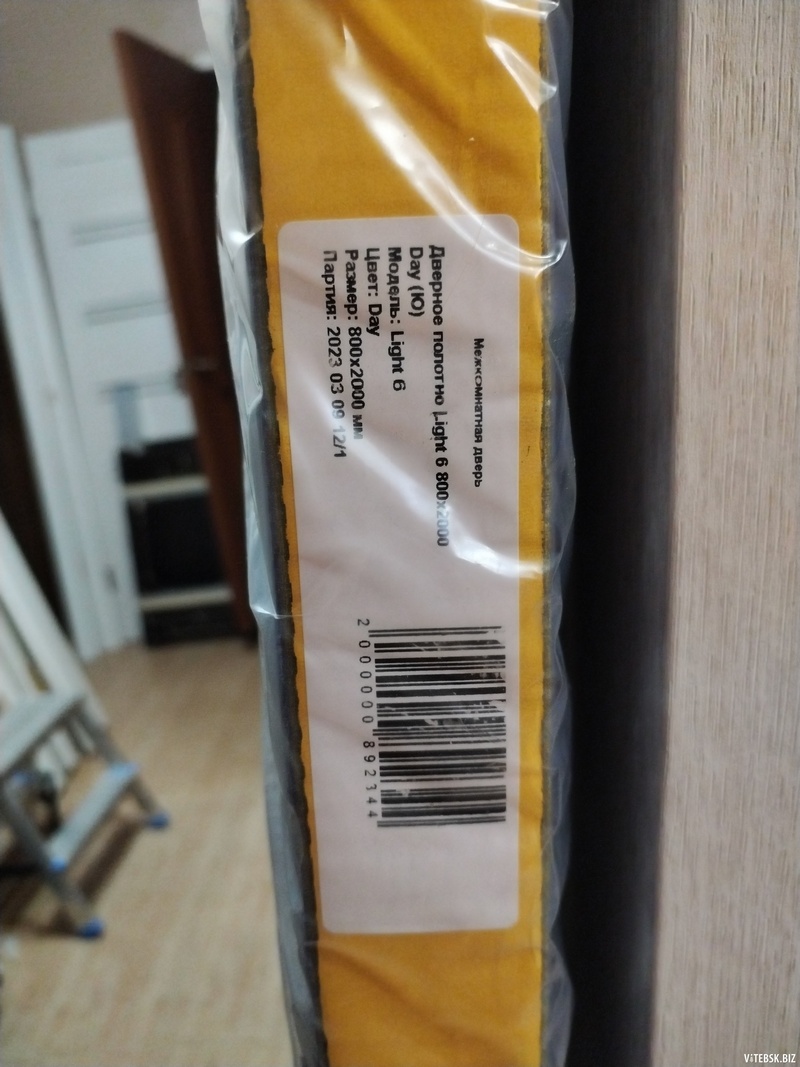 Межкомнатная дверь
Дверное полотно Light 6 800x2000
Day (Ю)
Модель: Light 6
Цвет: Day
Размер: 800x2000 мм
Партия: 2023 03 09 12/1
2 000000 892344
VITEBSK.BIZ